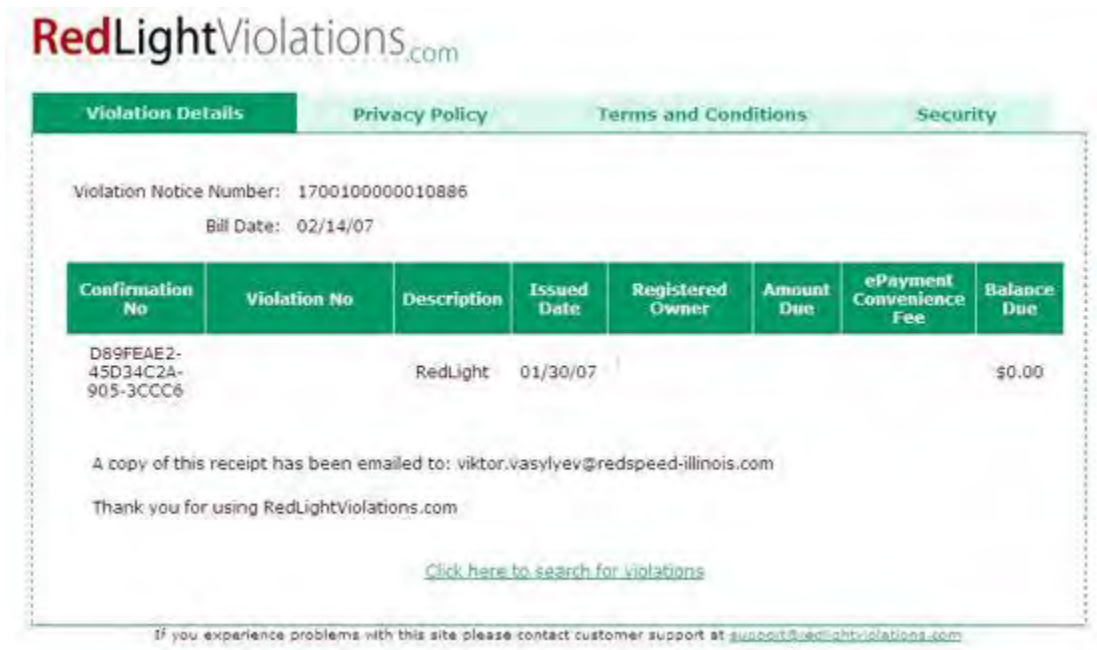 RedLightViolations.com
Violation Details Privacy Policy Terms and Conditions Security
Violation Notice Number: 1700100000010886
Bill Date: 02/14/07
Confirmation No Violation No Description Issued Date Registered Owner Amount Due ePayment Convenience Fee Balance Due
D89FEAE2-
45D34C2A- RedLight 01/30/07 $0.00
905-3CCC6
A copy of this receipt has been emailed to: viktor.vasylyev@redspeed-illinois.com
Thank you for using RedLightViolations.com
Click here to search for violations
If you experience problems with this site please contact customer support at support@redlightviolations.com